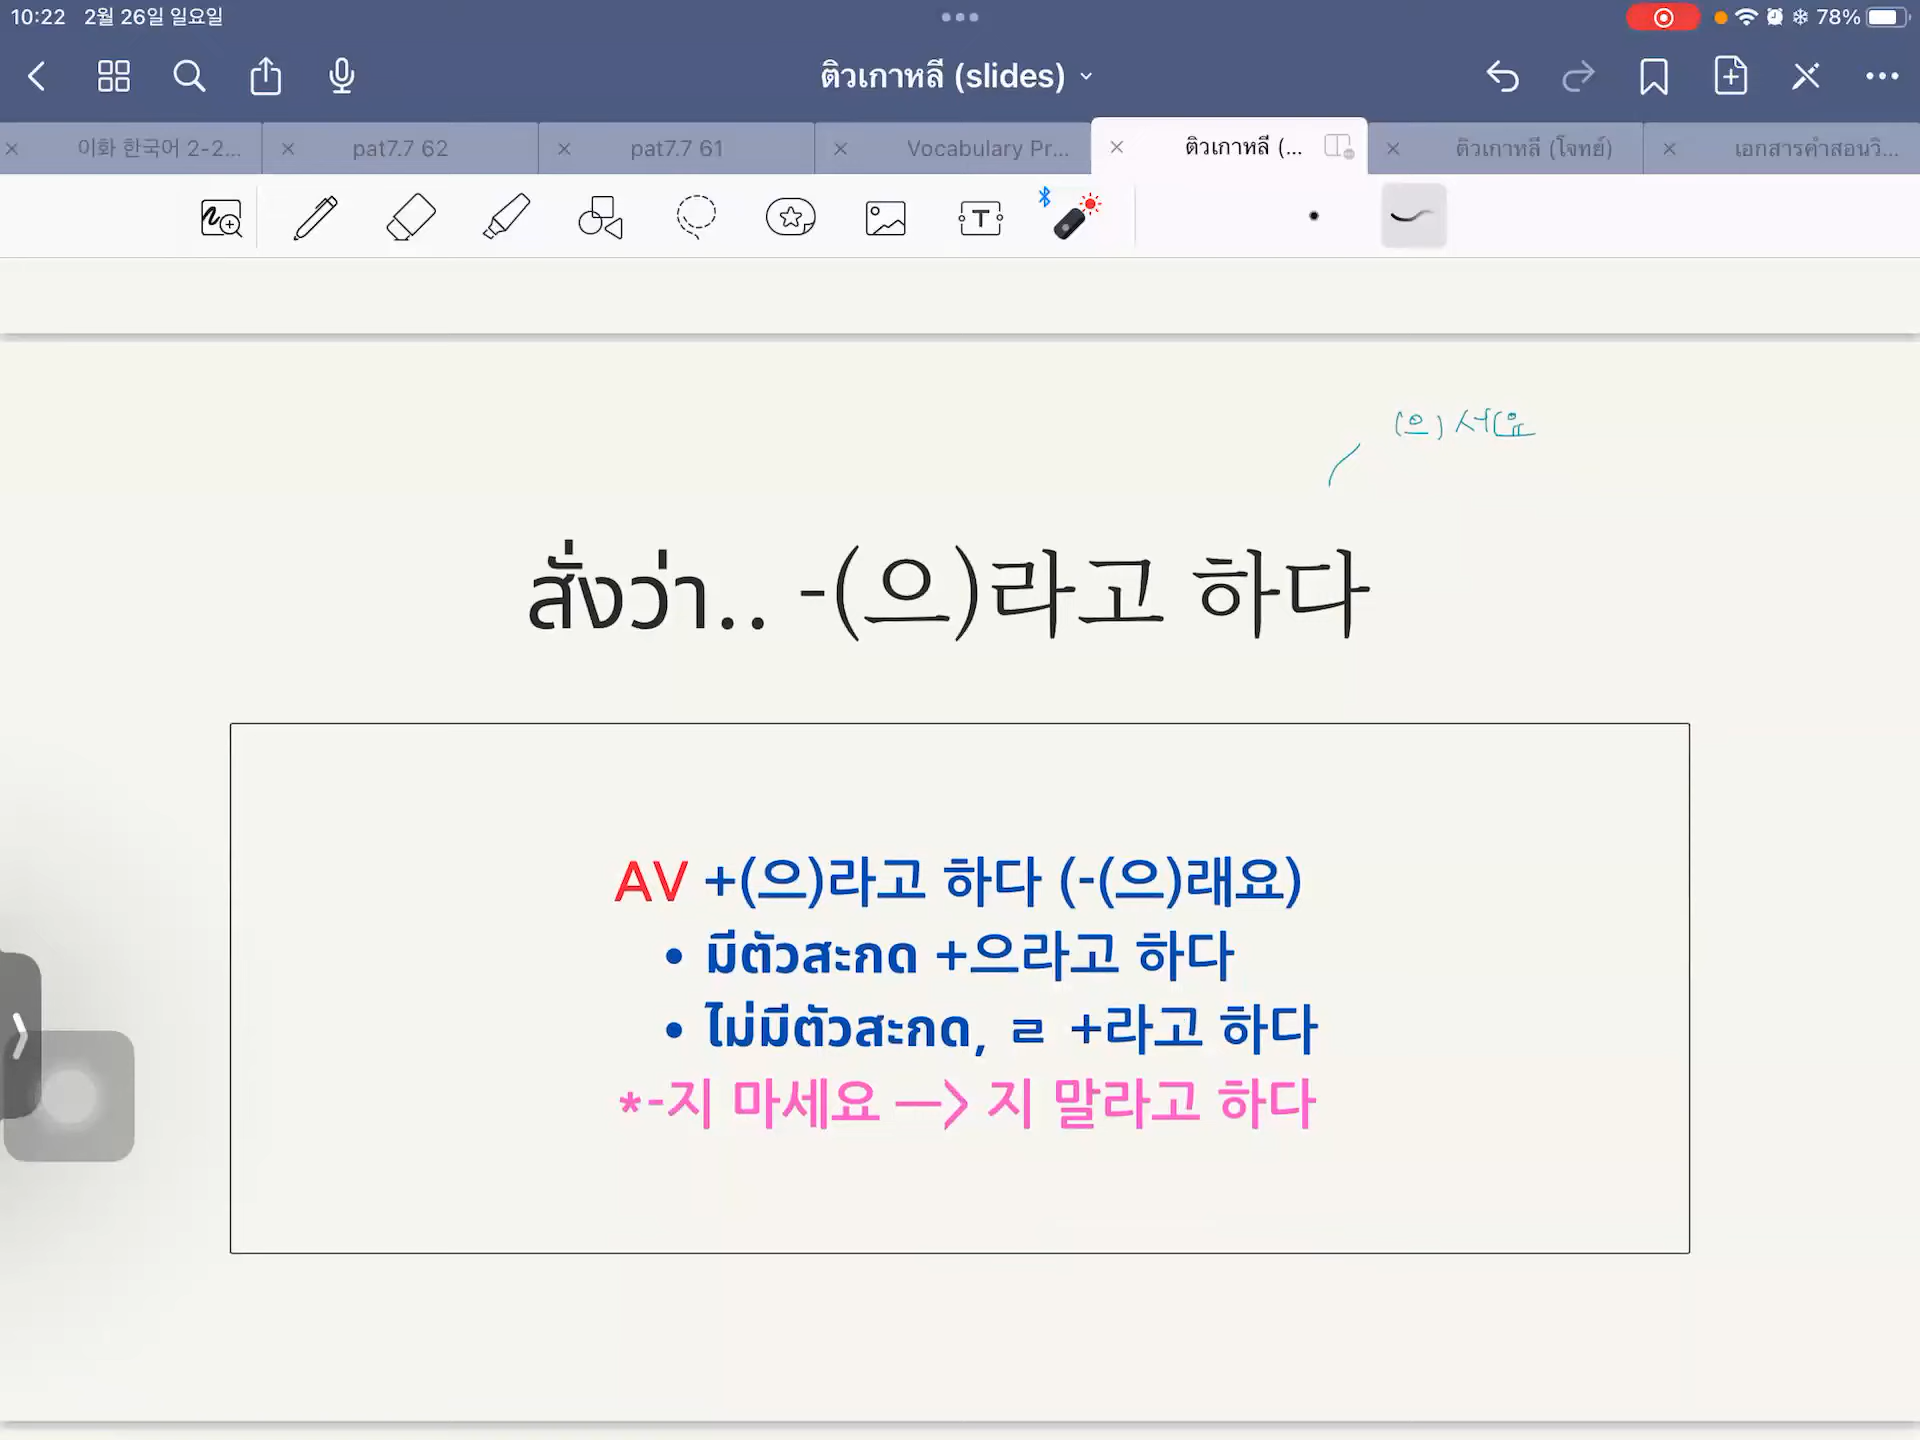 10:22 2월 26일 일요일
78%
ติวเกาหลี (slides)
이화 한국어 2-2...
pat7.7 62
pat7.7 61
Vocabulary Pr...
ติวเกาหลี (...
ติวเกาหลี (โจทย์)
เอกสารคำสอนวิ...
T
(으)서요
สั่งว่า.. -(으)라고 하다
AV +(으)라고 하다 (-(으)래요)
• มีตัวสะกด +으라고 하다
• ไม่มีตัวสะกด, ㄹ +라고 하다
*-지 마세요 —> 지 말라고 하다